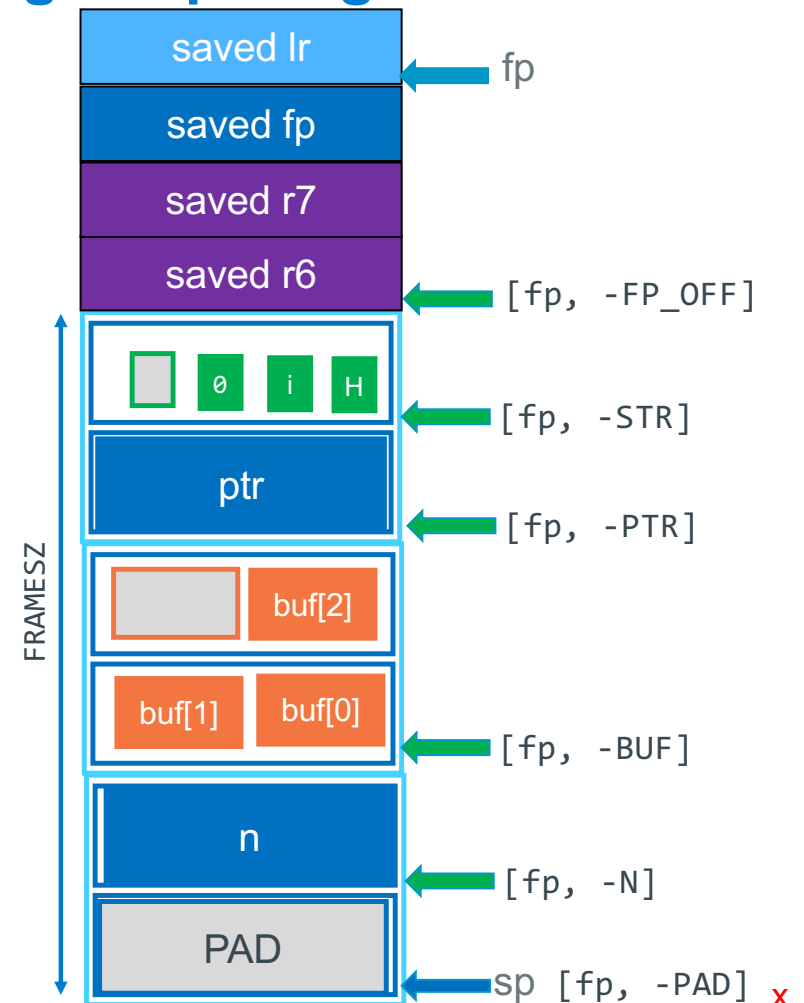 saved lr
fp
saved fp
saved r7
saved r6
[fp, -FP_OFF]
0 i H
[fp, -STR]
ptr
[fp, -PTR]
FRAMESZ
buf[2]
buf[1] buf[0]
[fp, -BUF]
n
[fp, -N]
PAD
sp [fp, -PAD] x